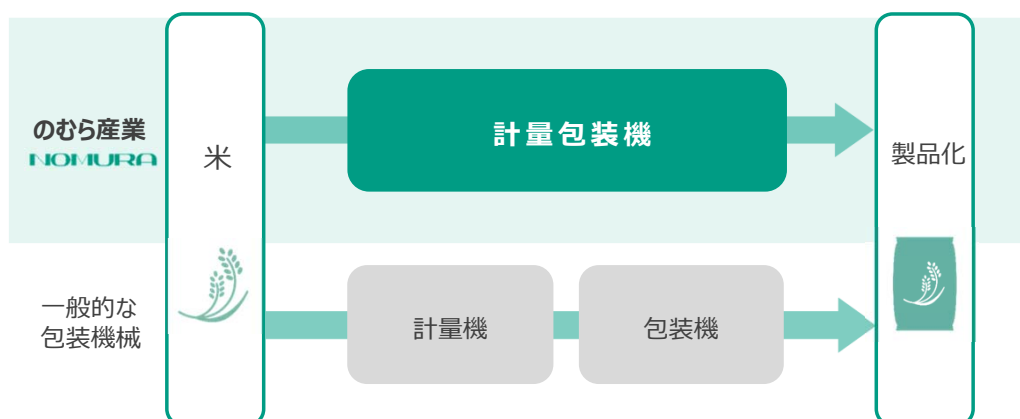 のむら産業
NOMURA
米
計量包装機
製品化
一般的な
包装機械
計量機
包装機